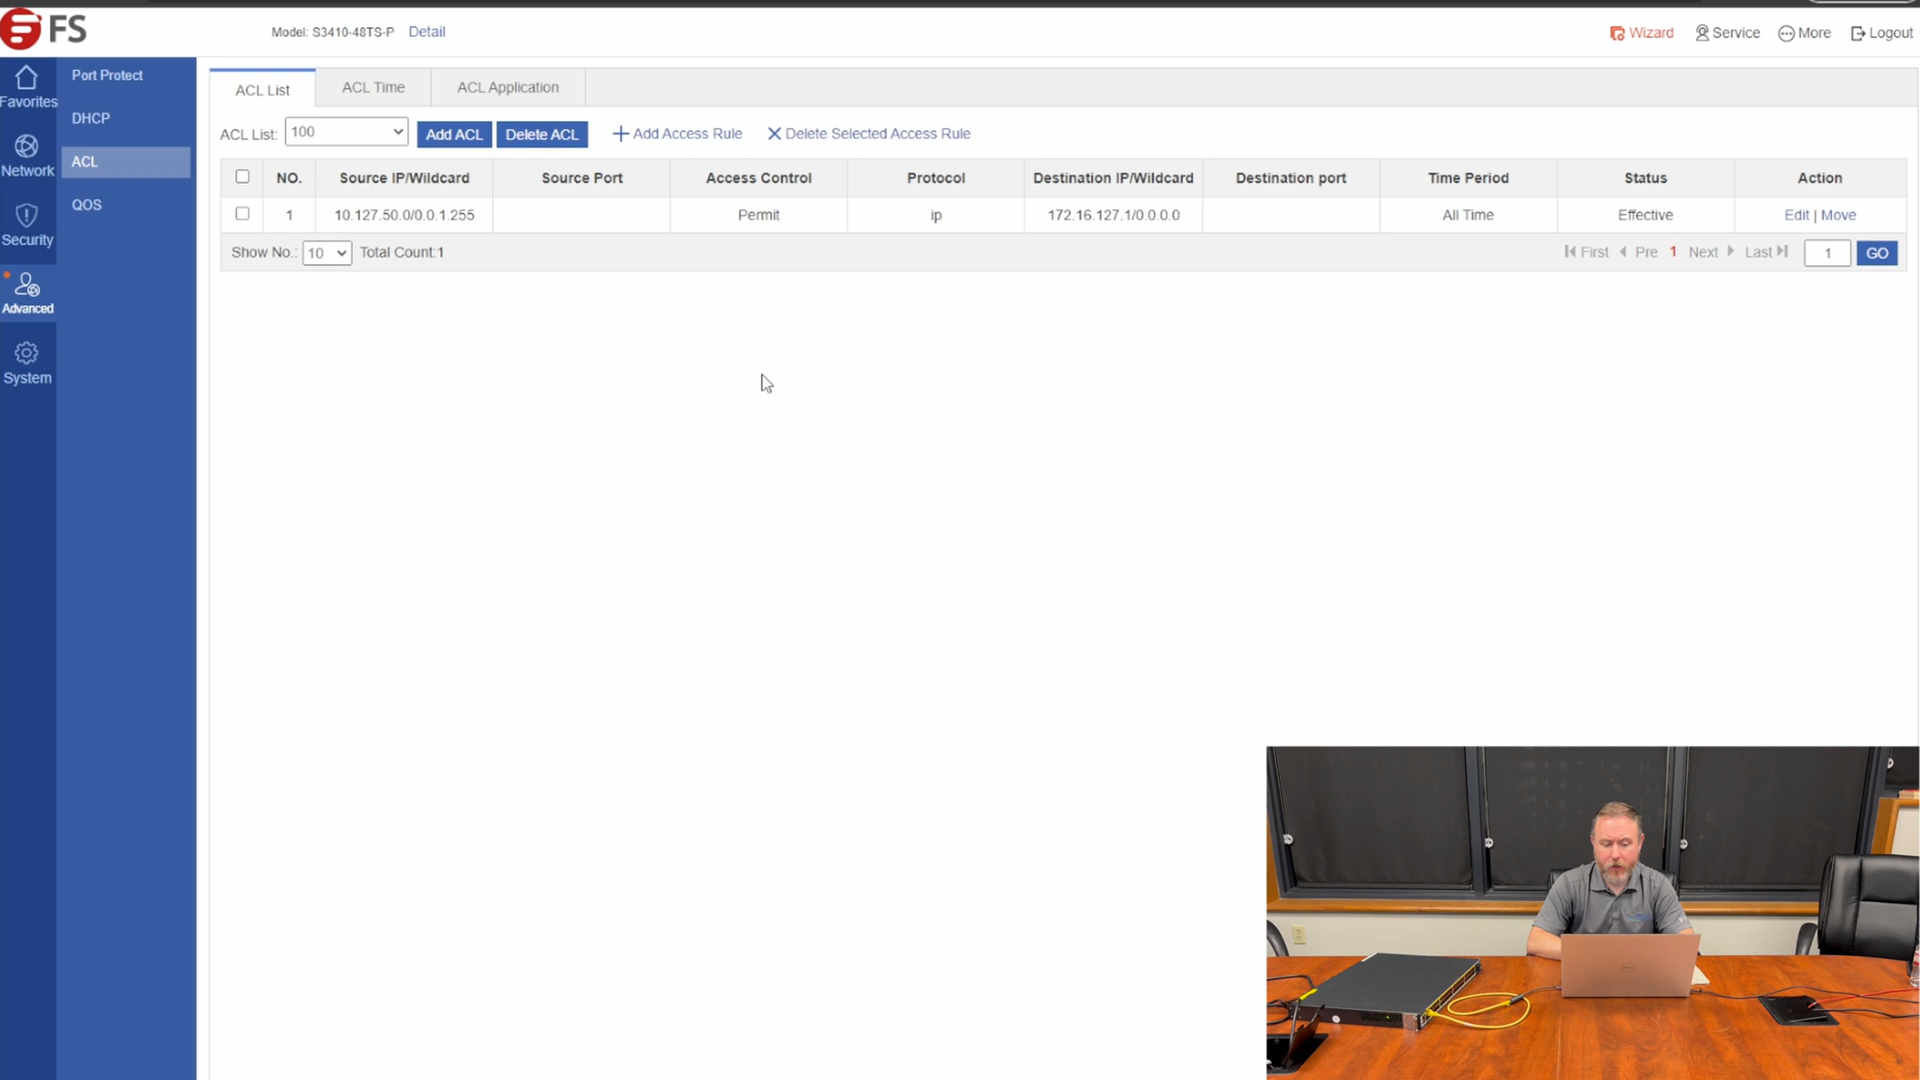 FS
Model: S3410-48TS-P Detail
Wizard Service More Logout
Favorites
Network
Security
Advanced
System
Port Protect
DHCP
ACL
QOS
ACL List ACL Time ACL Application
ACL List: 100 Add ACL Delete ACL Add Access Rule Delete Selected Access Rule
NO. Source IP/Wildcard Source Port Access Control Protocol Destination IP/Wildcard Destination port Time Period Status Action
1 10.127.50.0/0.0.1.255 Permit ip 172.16.127.1/0.0.0.0 All Time Effective Edit | Move
Show No.: 10 Total Count:1 First Pre 1 Next Last 1 GO